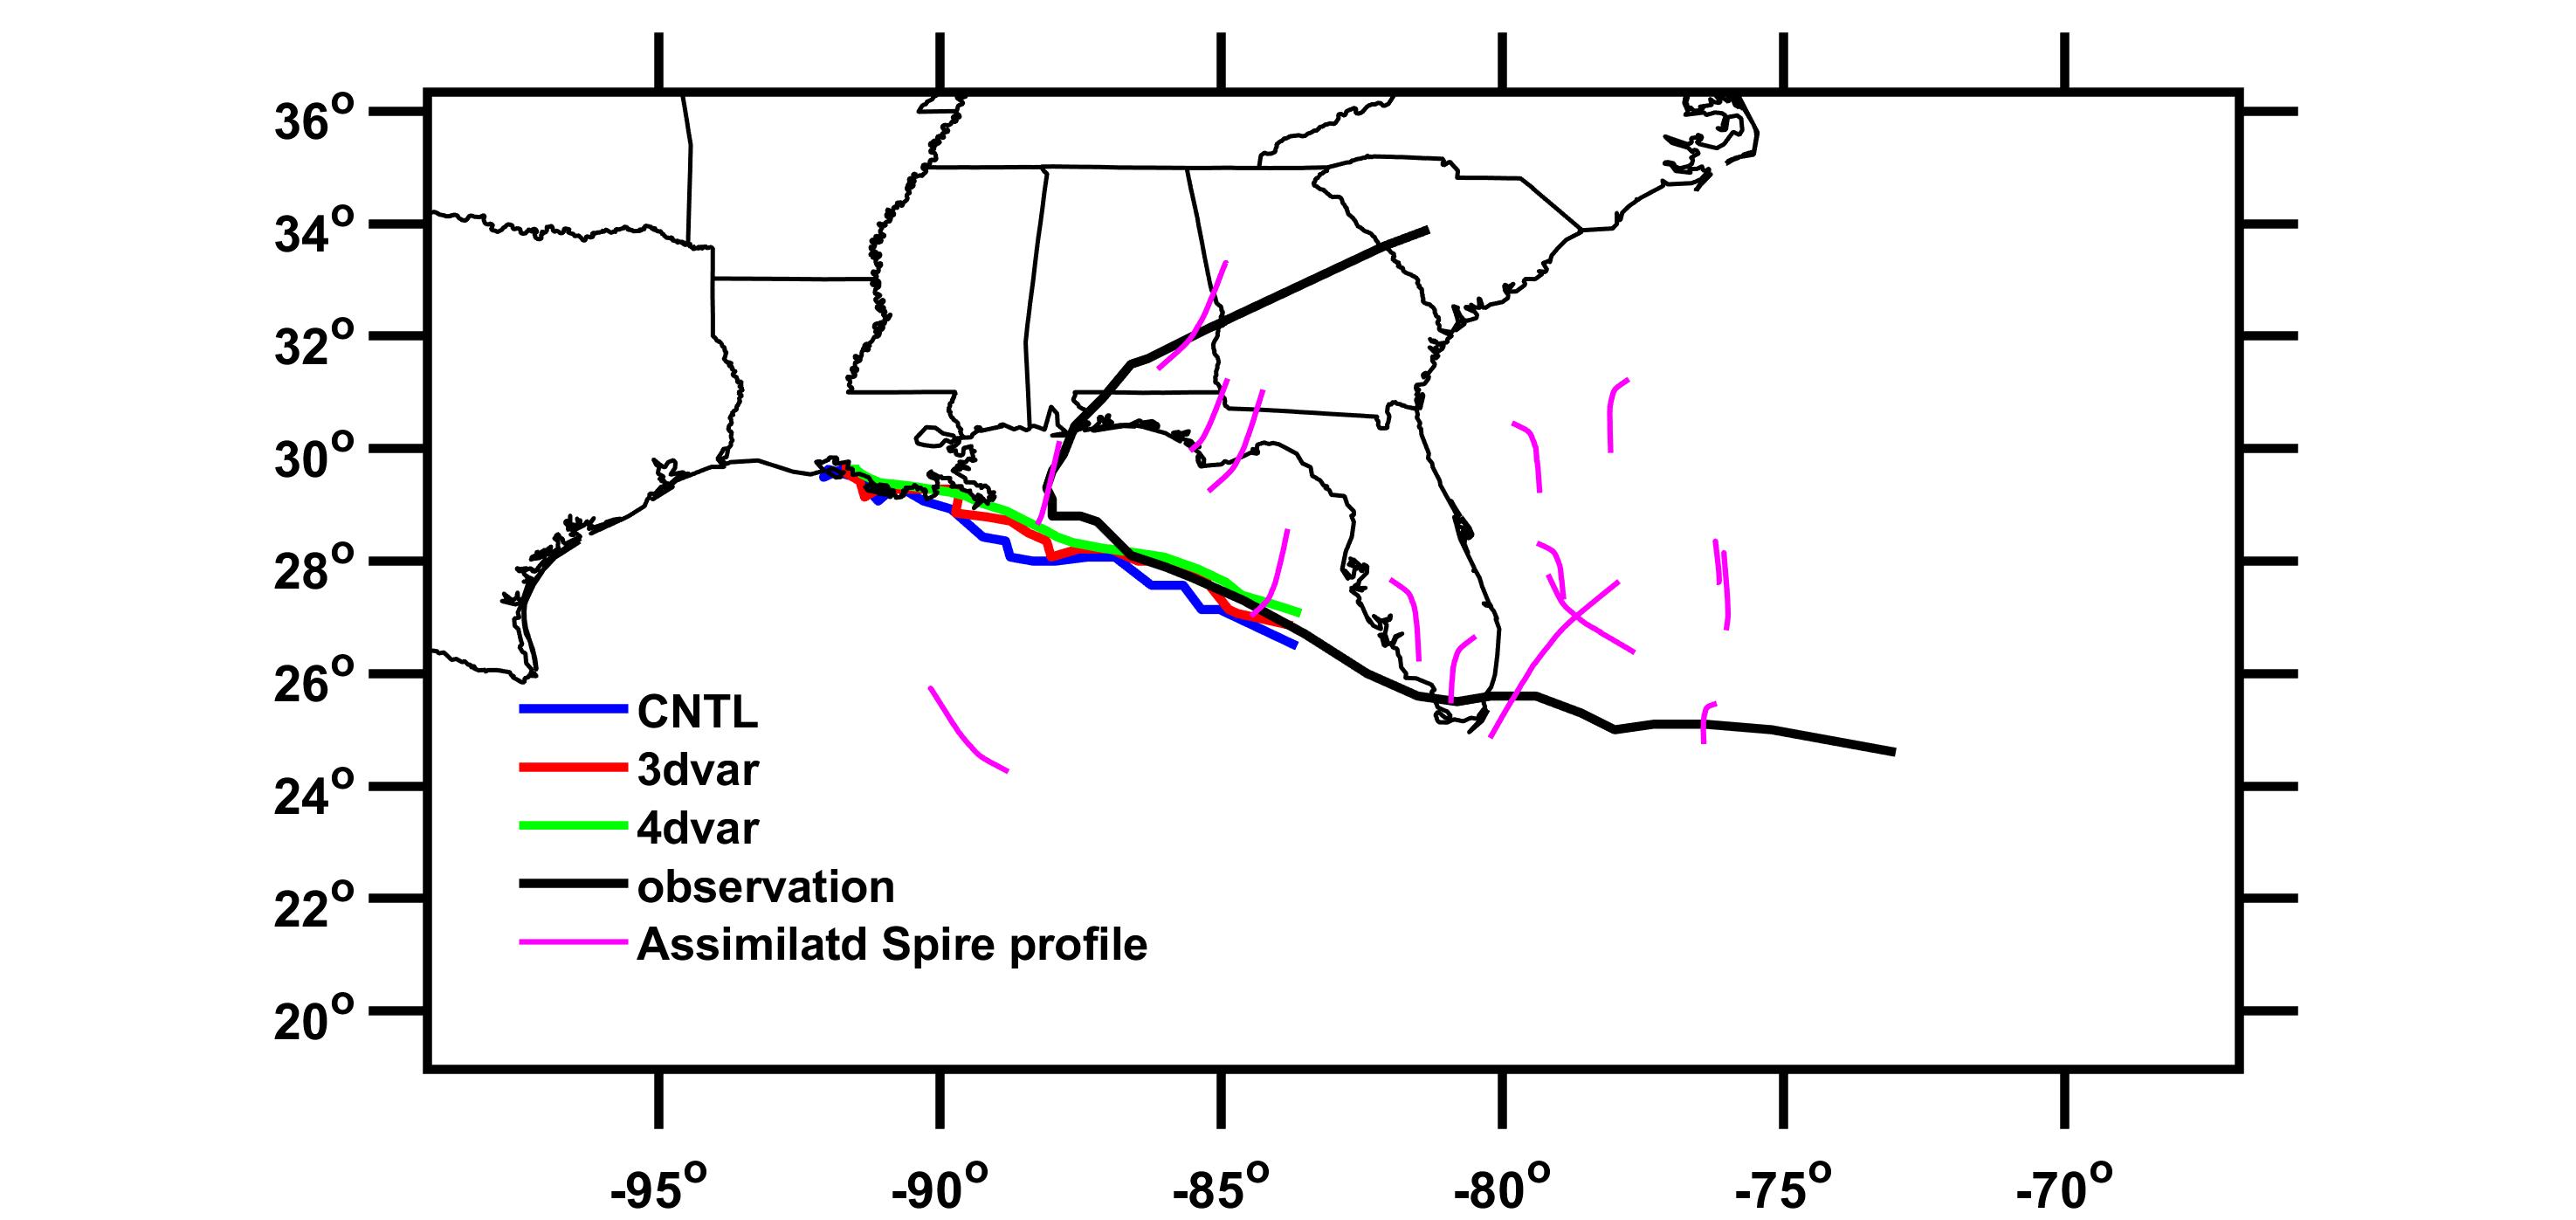 36°
34°
32°
30°
28°
26°
24°
22°
20°
CNTL
3dvar
4dvar
observation
Assimilatd Spire profile
-95° -90° -85° -80° -75° -70°